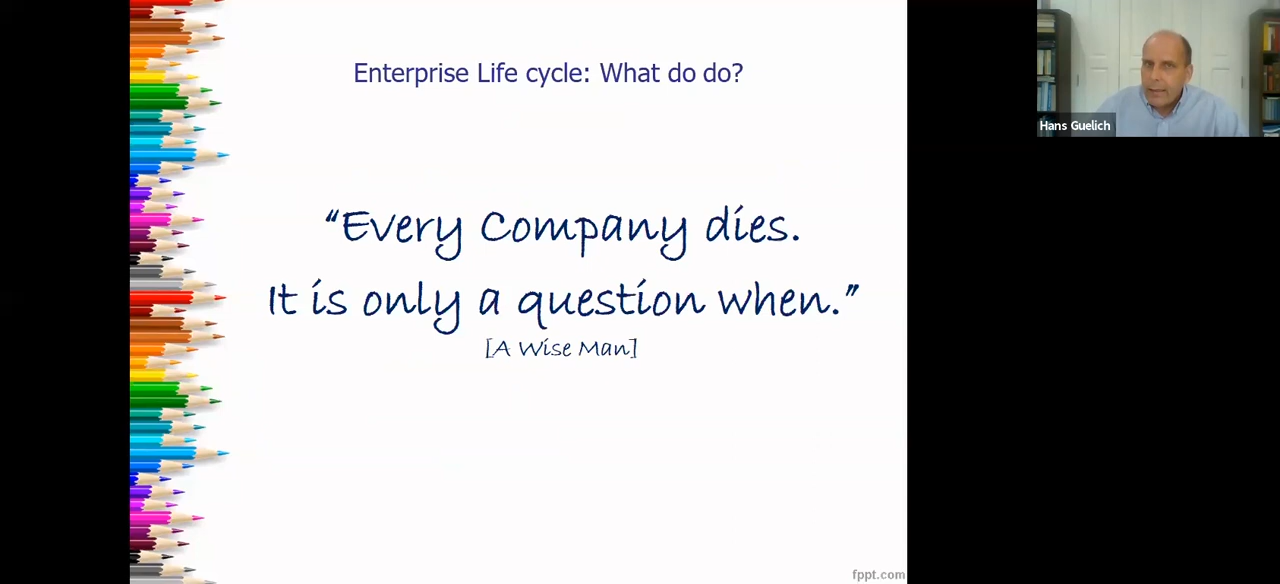 Enterprise Life cycle: What do do?
Hans Guelich
“Every Company dies.
It is only a question when.”
[A Wise Man]
fppt.com